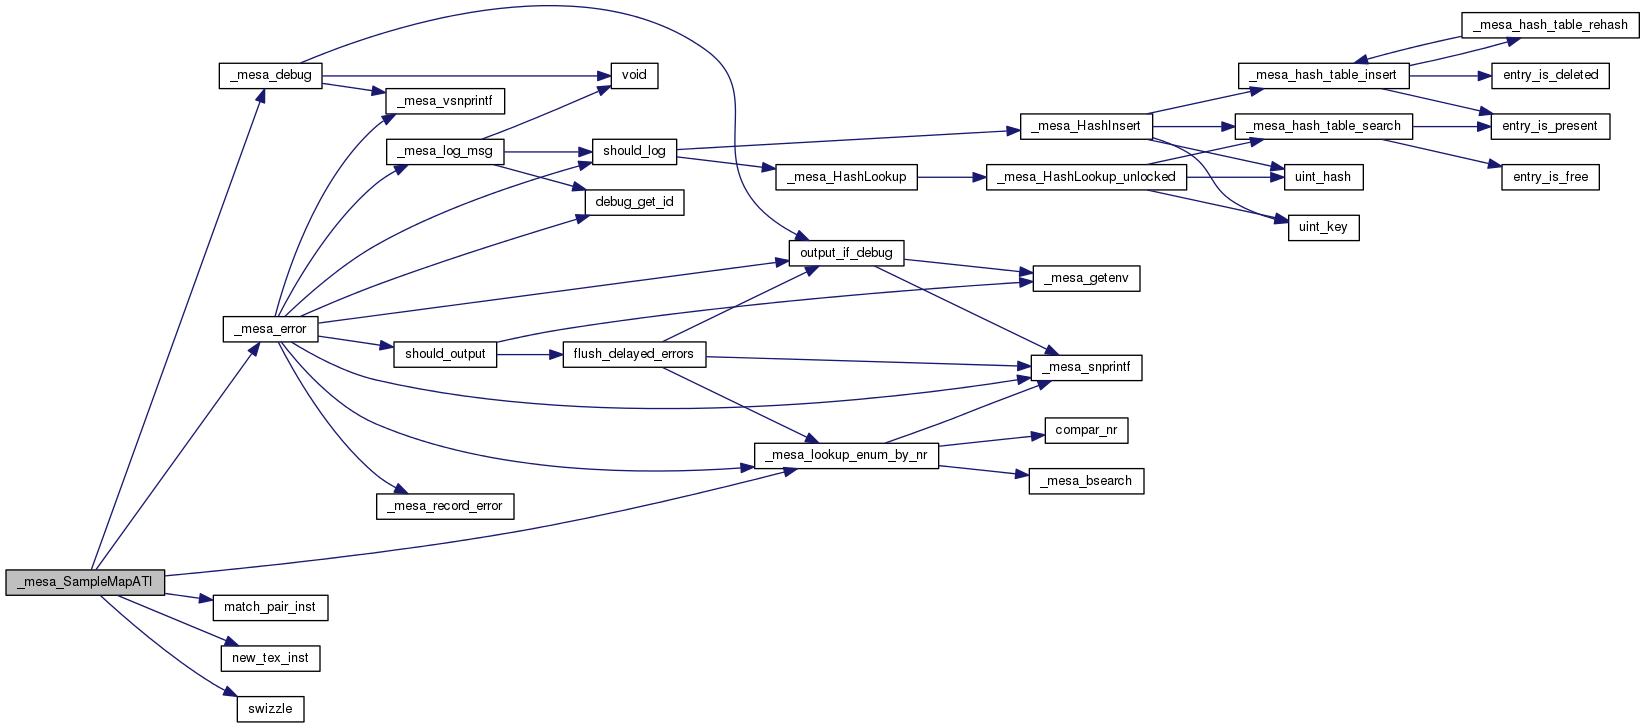 _mesa_hash_table_rehash
_mesa_debug
void
_mesa_hash_table_insert
entry_is_deleted
_mesa_vsnprintf
_mesa_HashInsert
_mesa_hash_table_search
entry_is_present
_mesa_log_msg
should_log
_mesa_HashLookup
_mesa_HashLookup_unlocked
uint_hash
entry_is_free
debug_get_id
uint_key
output_if_debug
_mesa_getenv
_mesa_error
should_output
flush_delayed_errors
_mesa_snprintf
compar_nr
_mesa_lookup_enum_by_nr
_mesa_bsearch
_mesa_record_error
_mesa_SampleMapATI
match_pair_inst
new_tex_inst
swizzle